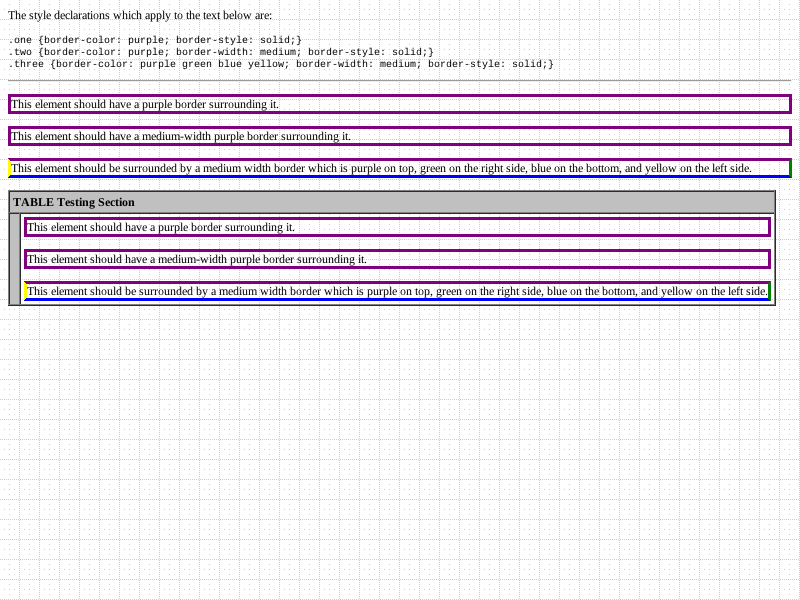 The style declarations which apply to the text below are:
.one {border-color: purple; border-style: solid;}
.two {border-color: purple; border-width: medium; border-style: solid;}
.three {border-color: purple green blue yellow; border-width: medium; border-style: solid;}
This element should have a purple border surrounding it.
This element should have a medium-width purple border surrounding it.
This element should be surrounded by a medium width border which is purple on top, green on the right side, blue on the bottom, and yellow on the left side.
TABLE Testing Section
This element should have a purple border surrounding it.
This element should have a medium-width purple border surrounding it.
This element should be surrounded by a medium width border which is purple on top, green on the right side, blue on the bottom, and yellow on the left side.